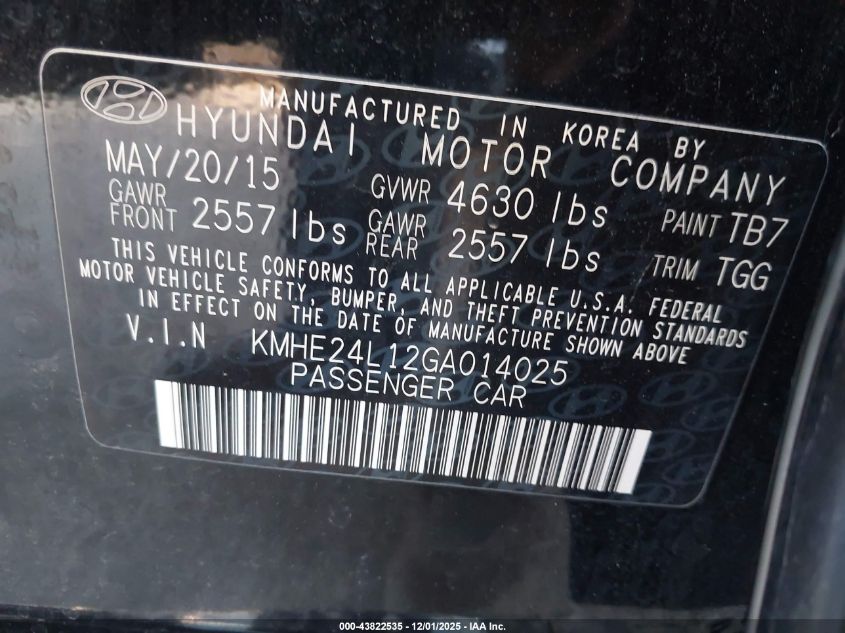 MANUFACTURED IN KOREA BY
HYUNDAI MOTOR COMPANY
MAY/20/15 GVWR 4630 lbs PAINT TB7
GAWR FRONT 2557 lbs GAWR REAR 2557 lbs TRIM TGG
THIS VEHICLE CONFORMS TO ALL APPLICABLE U.S.A. FEDERAL
MOTOR VEHICLE SAFETY, BUMPER, AND THEFT PREVENTION STANDARDS
IN EFFECT ON THE DATE OF MANUFACTURE SHOWN ABOVE
V.I.N KMHE24L12GA014025
PASSENGER CAR
000-43822535 - 12/01/2025 - IAA Inc.